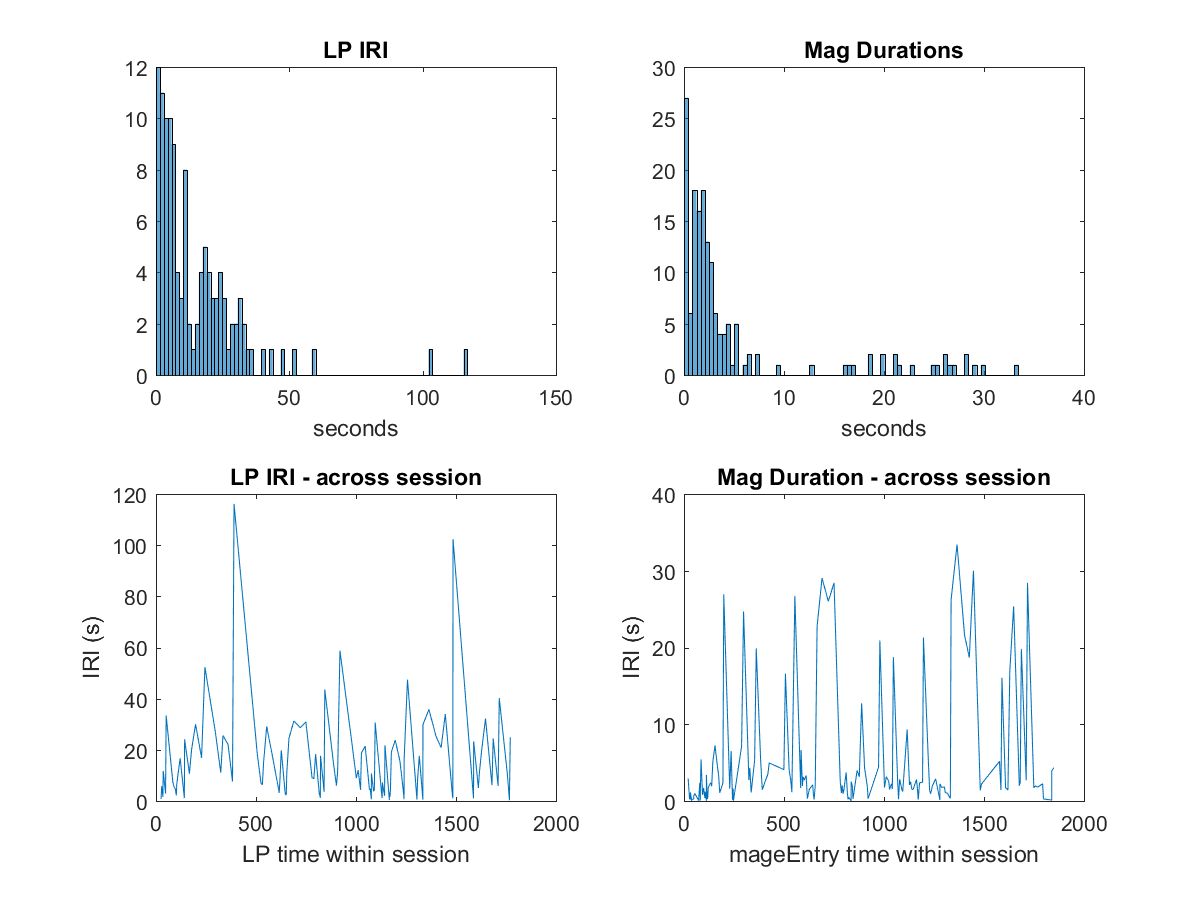 LP IRI
12
10
8
6
4
2
0
0 50 100 150
seconds
Mag Durations
30
25
20
15
10
5
0
0 10 20 30 40
seconds
LP IRI - across session
120
100
80
60
40
20
0
IRI (s)
0 500 1000 1500 2000
LP time within session
Mag Duration - across session
40
30
20
10
0
IRI (s)
0 500 1000 1500 2000
mageEntry time within session